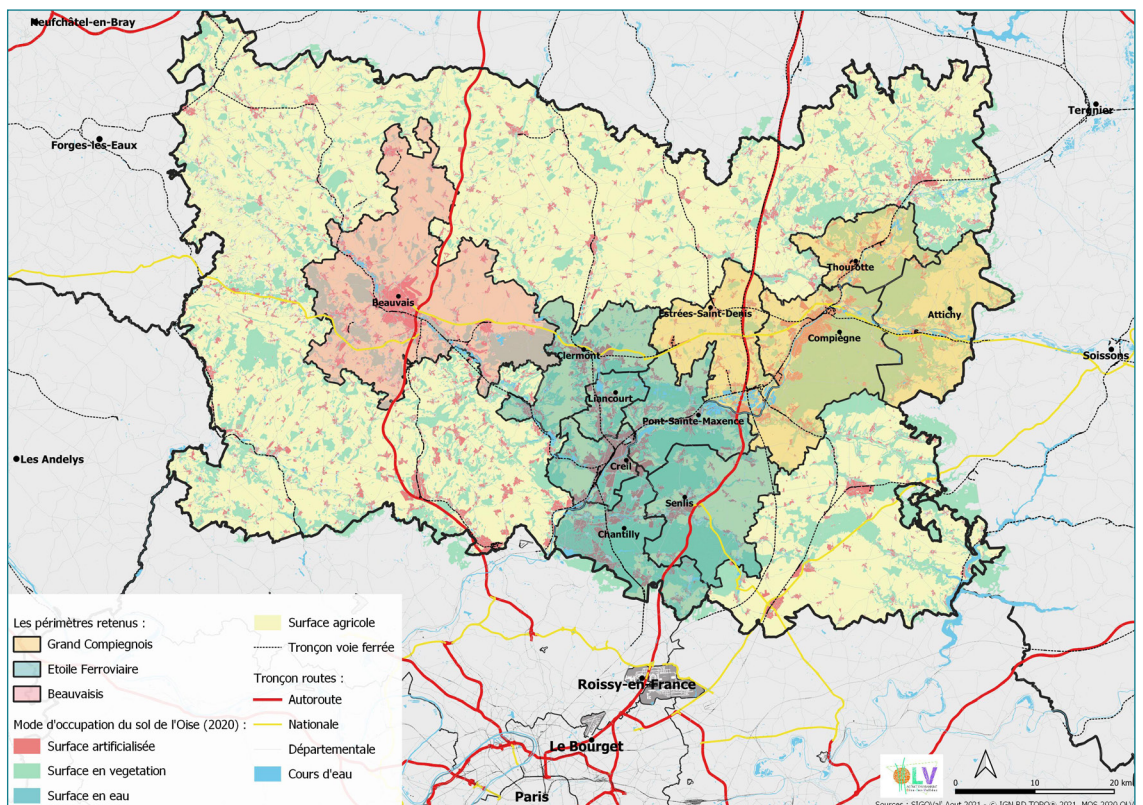 Neufchâtel-en-Bray
Tergnier
Forges-les-Eaux
Thourotte
Beauvais
Estrées-Saint-Denis
Attichy
Compiègne
Clermont
Soissons
Liancourt
Pont-Sainte-Maxence
Les Andelys
Creil
Senlis
Chantilly
Roissy-en-France
Le Bourget
Paris
Les périmètres retenus :
Grand Compiegnois
Etoile Ferroviaire
Beauvaisis
Mode d'occupation du sol de l'Oise (2020) :
Surface artificialisée
Surface en vegetation
Surface en eau
Surface agricole
Tronçon voie ferrée
Tronçon routes :
Autoroute
Nationale
Départementale
Cours d'eau
OLV
0 10 20 km